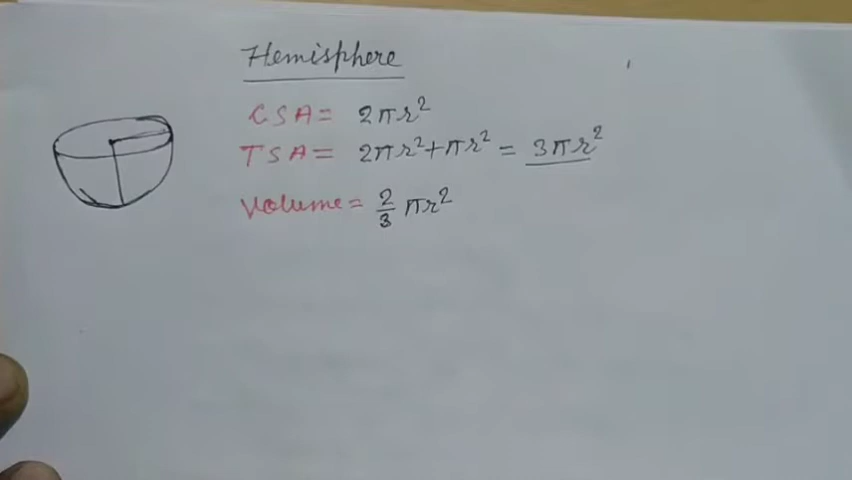 Hemisphere
CSA = 2πr²
TSA = 2πr²+πr² = 3πr²
Volume = 2/3 πr²